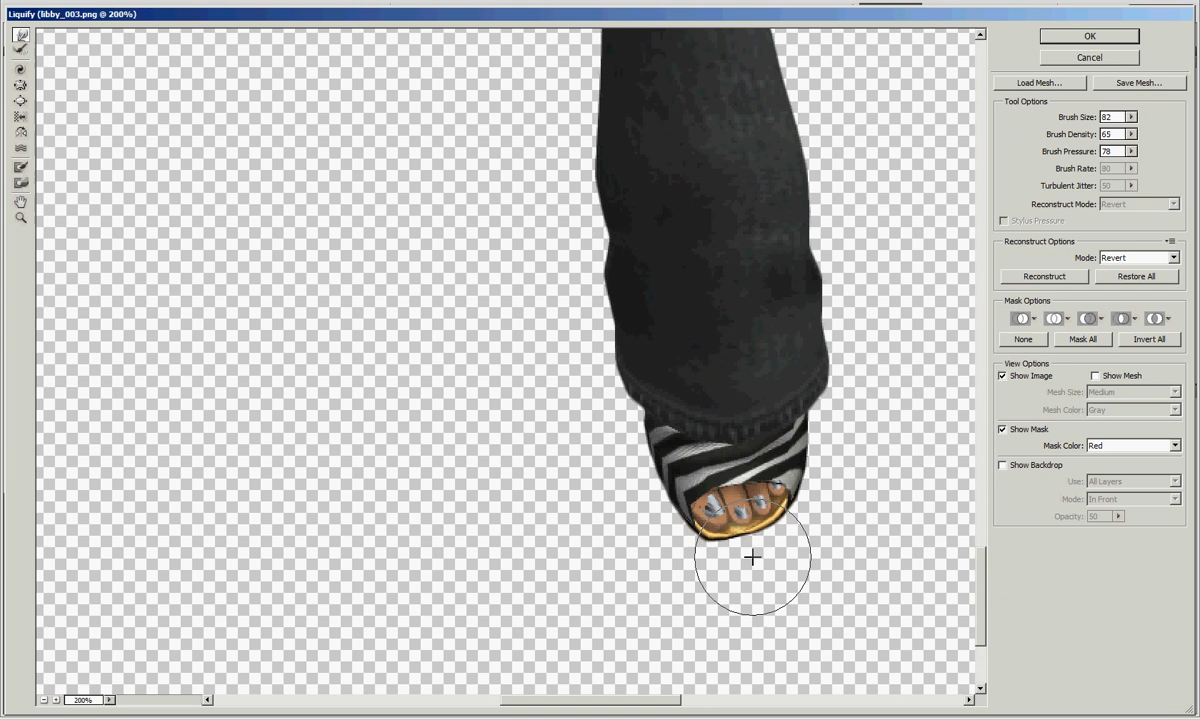 Liquify (libby_003.png @ 200%)
OK
Cancel
Load Mesh... Save Mesh...
Tool Options
Brush Size: 82
Brush Density: 65
Brush Pressure: 78
Brush Rate: 80
Turbulent Jitter: 50
Reconstruct Mode: Revert
Stylus Pressure
Reconstruct Options
Mode: Revert
Reconstruct Restore All
Mask Options
None Mask All Invert All
View Options
Show Image Show Mesh
Mesh Size: Medium
Mesh Color: Gray
Show Mask
Mask Color: Red
Show Backdrop
Use: All Layers
Mode: In Front
Opacity: 50
200%